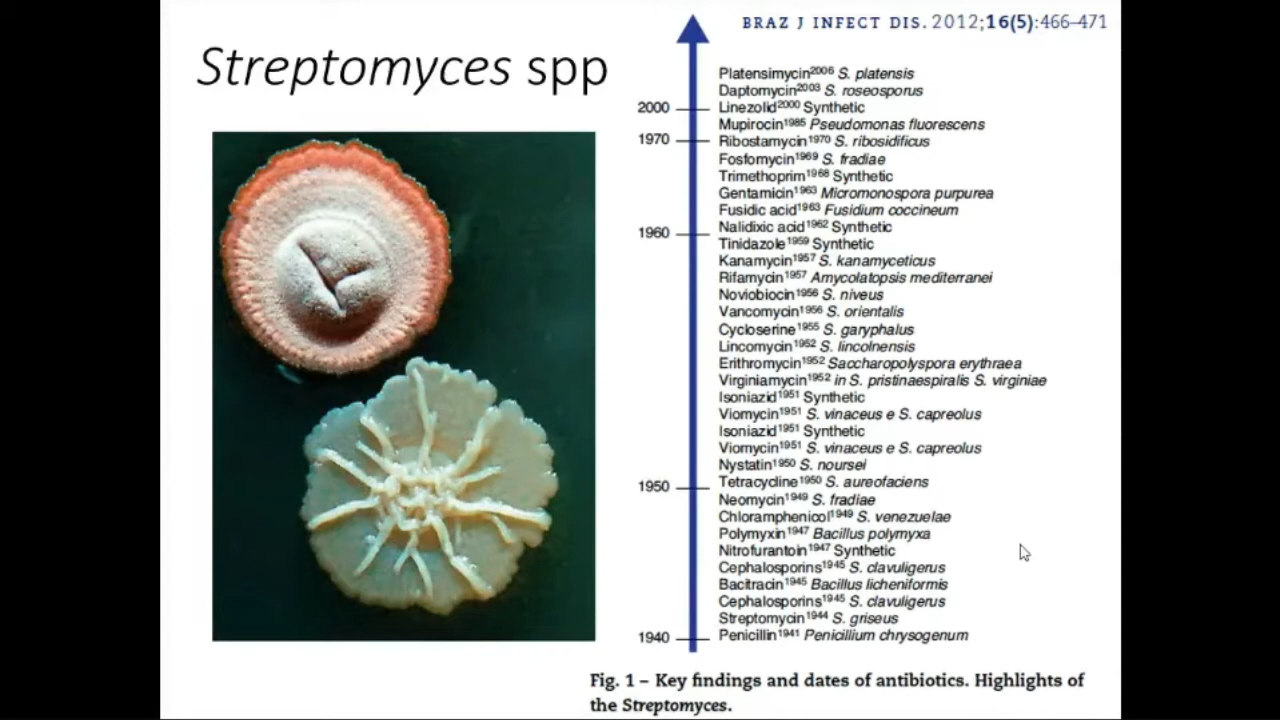 Streptomyces spp
BRAZ J INFECT DIS. 2012;16(5):466–471
2000
1970
1960
1950
1940
Platensimycin2006 S. platensis
Daptomycin2003 S. roseosporus
Linezolid2000 Synthetic
Mupirocin1985 Pseudomonas fluorescens
Ribostamycin1970 S. ribosidificus
Fosfomycin1969 S. fradiae
Trimethoprim1968 Synthetic
Gentamicin1963 Micromonospora purpurea
Fusidic acid1963 Fusidium coccineum
Nalidixic acid1962 Synthetic
Tinidazole1959 Synthetic
Kanamycin1957 S. kanamyceticus
Rifamycin1957 Amycolatopsis mediterranei
Noviobiocin1956 S. niveus
Vancomycin1956 S. orientalis
Cycloserine1955 S. garyphalus
Lincomycin1952 S. lincolnensis
Erithromycin1952 Saccharopolyspora erythraea
Virginiamycin1952 in S. pristinaespiralis S. virginiae
Isoniazid1951 Synthetic
Viomycin1951 S. vinaceus e S. capreolus
Isoniazid1951 Synthetic
Viomycin1951 S. vinaceus e S. capreolus
Nystatin1950 S. noursei
Tetracycline1950 S. aureofaciens
Neomycin1949 S. fradiae
Chloramphenicol1949 S. venezuelae
Polymyxin1947 Bacillus polymyxa
Nitrofurantoin1947 Synthetic
Cephalosporins1945 S. clavuligerus
Bacitracin1945 Bacillus licheniformis
Cephalosporins1945 S. clavuligerus
Streptomycin1944 S. griseus
Penicillin1941 Penicillium chrysogenum
Fig. 1 – Key findings and dates of antibiotics. Highlights of
the Streptomyces.